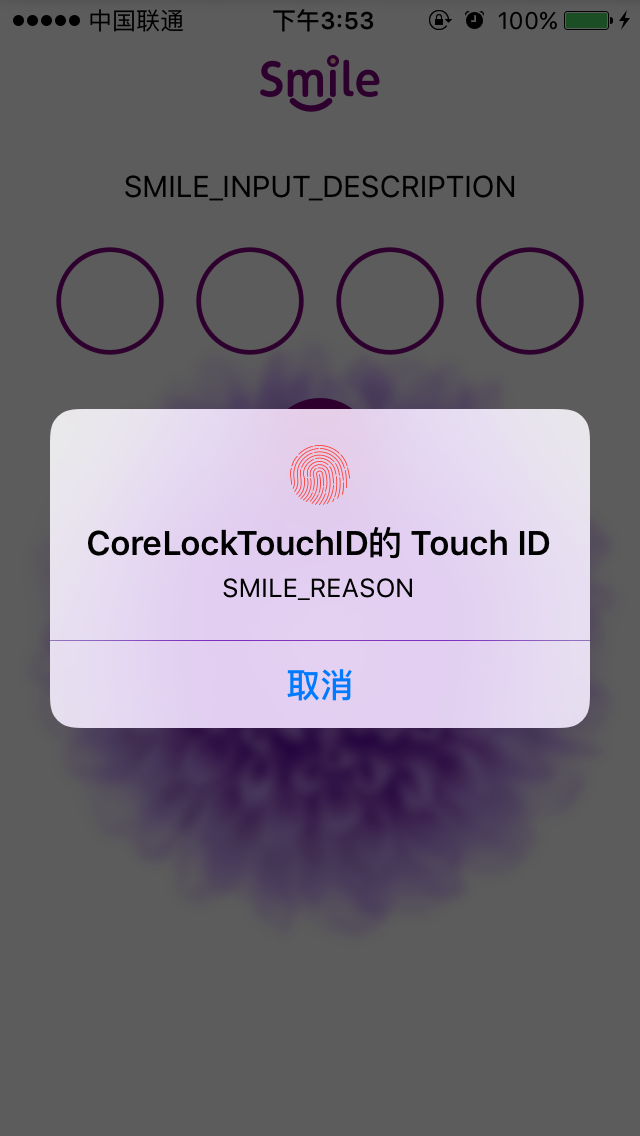 中国联通 下午3:53 100%
Smile
SMILE_INPUT_DESCRIPTION
CoreLockTouchID的 Touch ID
SMILE_REASON
取消